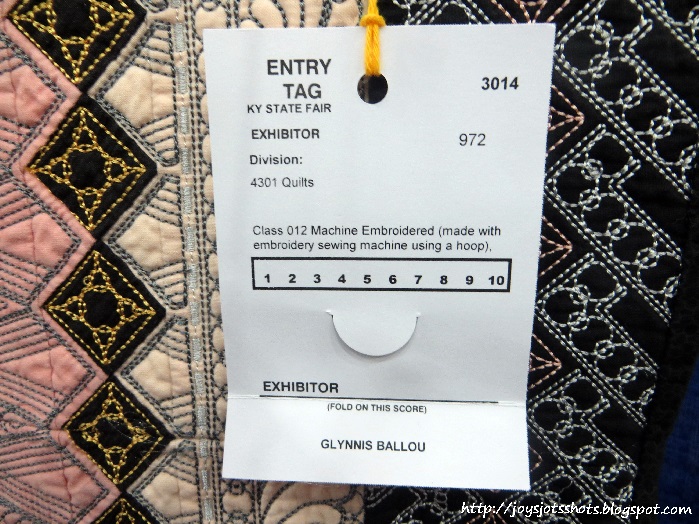 ENTRY
TAG
KY STATE FAIR
3014
EXHIBITOR
972
Division:
4301 Quilts
Class 012 Machine Embroidered (made with
embroidery sewing machine using a hoop),
1 2 3 4 5 6 7 8 9 10
EXHIBITOR
(FOLD ON THIS SCORE)
GLYNNIS BALLOU
http://joysjotsshots.blogspot.com